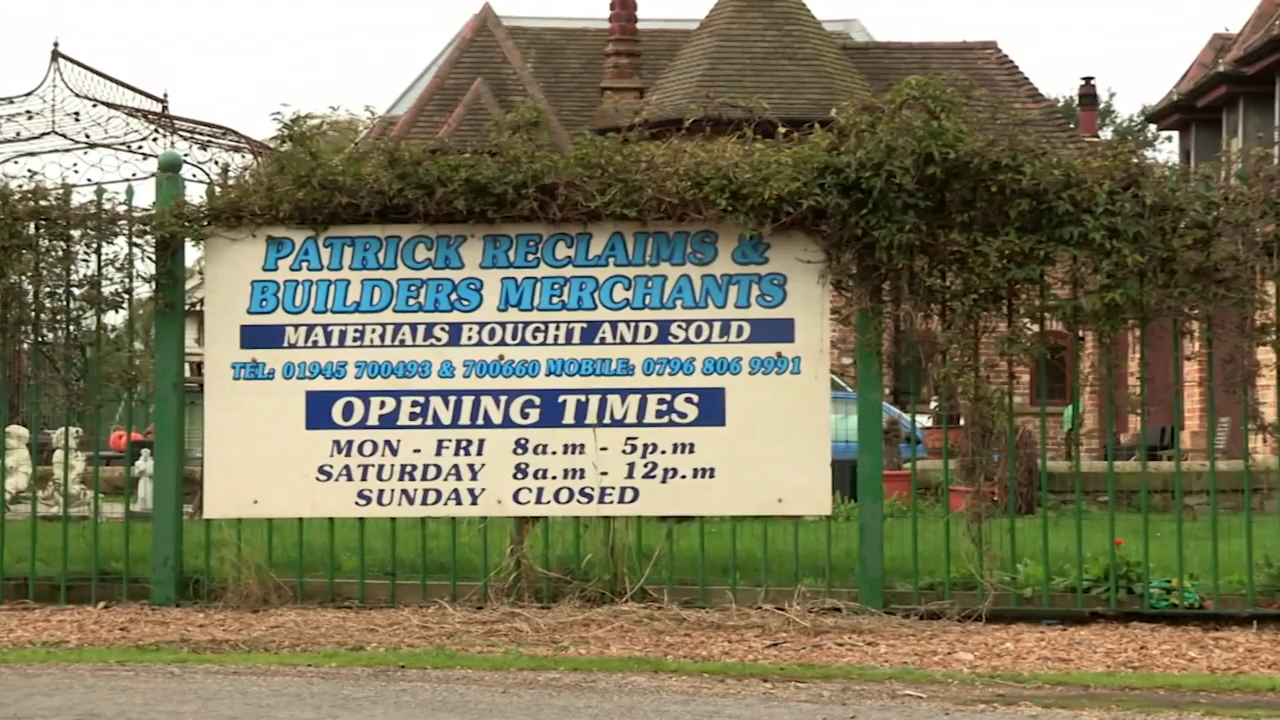 PATRICK RECLAIMS &
BUILDERS MERCHANTS
MATERIALS BOUGHT AND SOLD
TEL: 01945 700493 & 700660 MOBILE: 0796 806 9991
OPENING TIMES
MON - FRI 8a.m - 5p.m
SATURDAY 8a.m - 12p.m
SUNDAY CLOSED